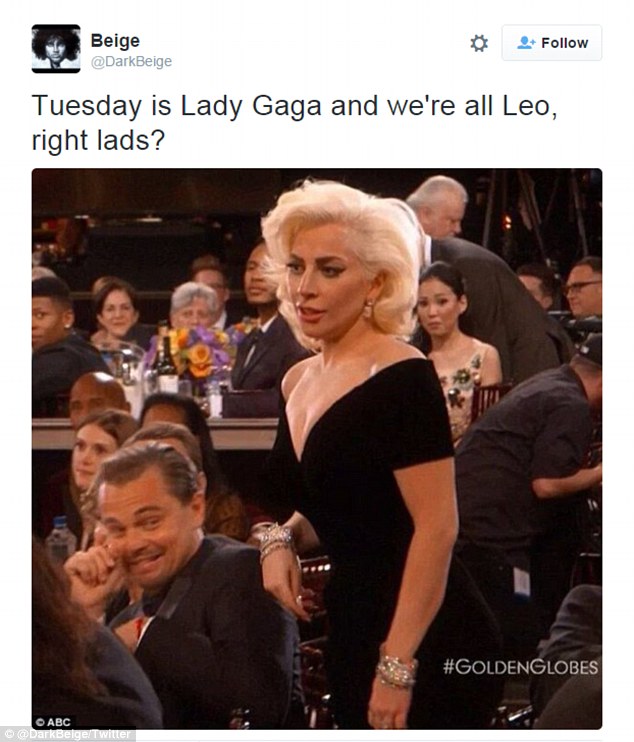 Beige
@DarkBeige
Follow
Tuesday is Lady Gaga and we're all Leo,
right lads?
#GOLDENGLOBES
© ABC
© @DarkBeige/Twitter